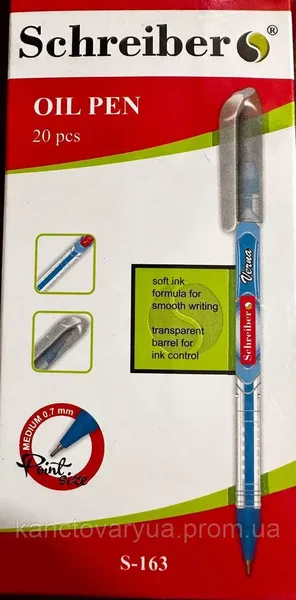 Schreiber ®
OIL PEN
20 pcs
soft ink
formula for
smooth writing
transparent
barrel for
ink control
Verna
Schreiber
MEDIUM 0,7 mm
Point
size
kanctovaryua.prom.ua
S-163